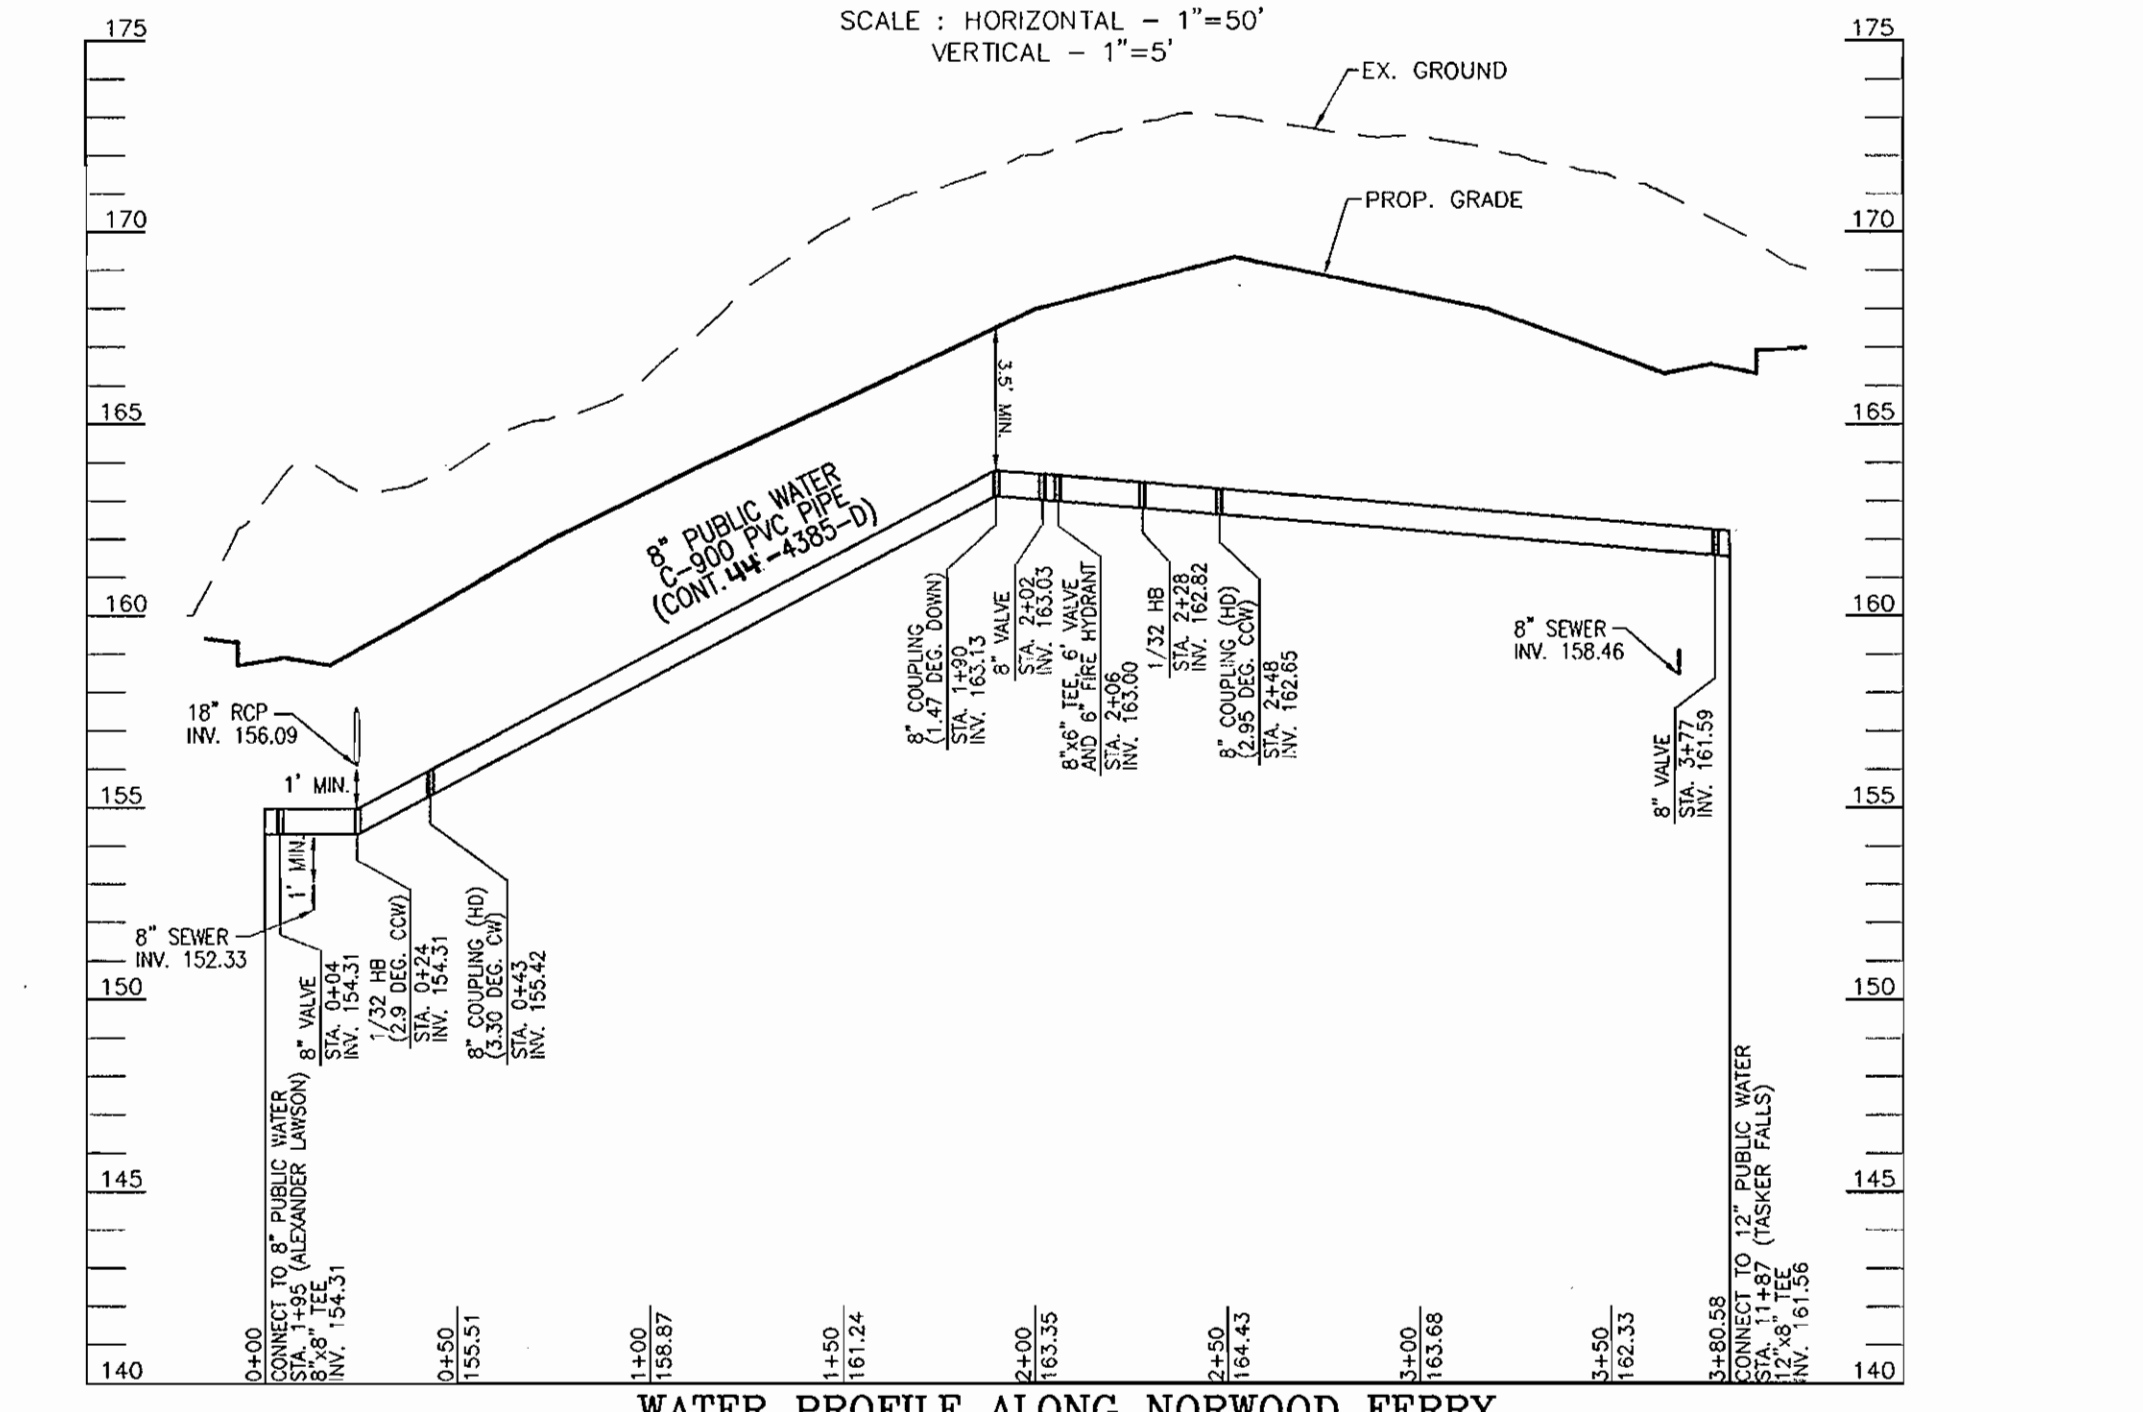 SCALE : HORIZONTAL - 1"=50'
VERTICAL - 1"=5'
175
175
EX. GROUND
PROP. GRADE
170
170
165
165
3.5' MIN.
8" PUBLIC WATER
C-900 PVC PIPE
(CONT. 44-4385-D)
160
160
8" SEWER
INV. 158.46
18" RCP
INV. 156.09
1' MIN.
155
155
1' MIN.
8" SEWER
INV. 152.33
150
150
8" VALVE
STA. 0+04
INV. 154.31
1/32 HB
(2.9 DEG. CCW)
STA. 0+24
INV. 154.31
8" COUPLING (HD)
(3.30 DEG. CW)
STA. 0+43
INV. 155.42
8" COUPLING
(1.47 DEG. DOWN)
STA. 1+90
INV. 163.13
8" VALVE
STA. 2+02
INV. 163.03
8"x6" TEE, 6' VALVE
AND 6" FIRE HYDRANT
STA. 2+06
INV. 163.00
1/32 HB
STA. 2+28
INV. 162.82
8" COUPLING (HD)
(2.95 DEG. CCW)
STA. 2+48
INV. 162.65
8" VALVE
STA. 3+77
INV. 161.59
145
145
140
140
0+00
CONNECT TO 8" PUBLIC WATER
STA. 1+95 (ALEXANDER LAWSON)
8"x8" TEE
INV. 154.31
0+50
155.51
1+00
158.87
1+50
161.24
2+00
163.35
2+50
164.43
3+00
163.68
3+50
162.33
3+80.58
CONNECT TO 12" PUBLIC WATER
STA. 11+87 (TASKER FALLS)
12"x8" TEE
INV. 161.56
WATER PROFILE ALONG NORWOOD FERRY